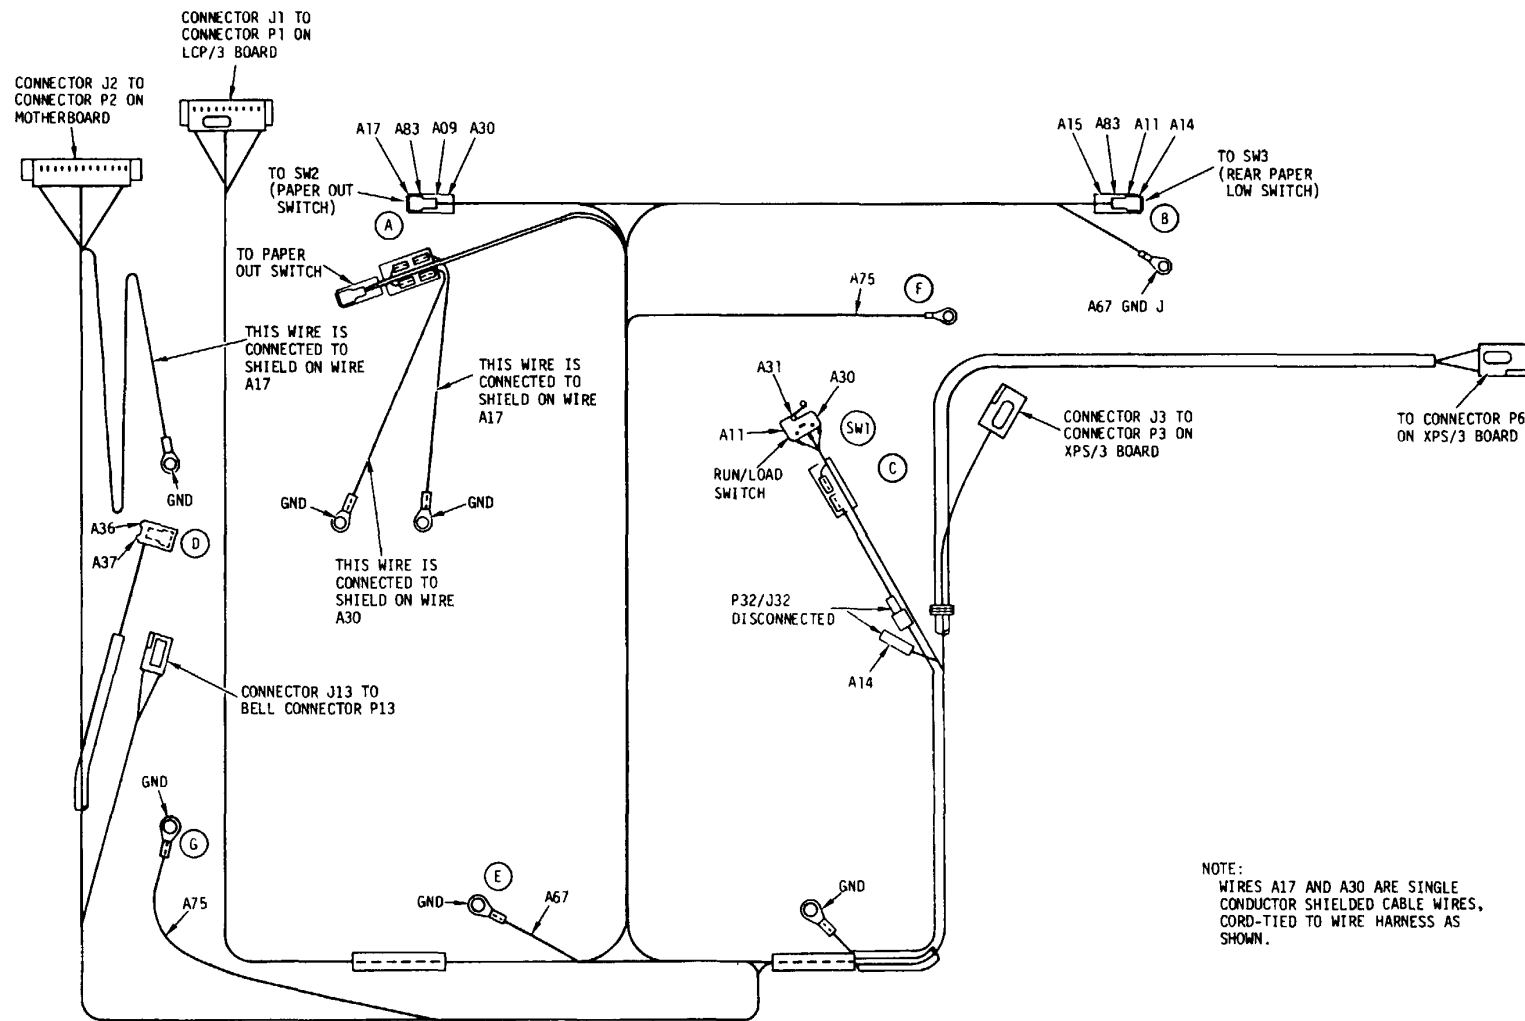 CONNECTOR J1 TO
CONNECTOR P1 ON
LCP/3 BOARD
CONNECTOR J2 TO
CONNECTOR P2 ON
MOTHERBOARD
A17 A83 A09 A30
TO SW2
(PAPER OUT
SWITCH)
A
A15 A83 A11 A14
TO SW3
(REAR PAPER
LOW SWITCH)
B
TO PAPER
OUT SWITCH
A67 GND J
A75
F
THIS WIRE IS
CONNECTED TO
SHIELD ON WIRE
A17
THIS WIRE IS
CONNECTED TO
SHIELD ON WIRE
A17
A31
A30
A11
SW1
C
RUN/LOAD
SWITCH
CONNECTOR J3 TO
CONNECTOR P3 ON
XPS/3 BOARD
TO CONNECTOR P6
ON XPS/3 BOARD
GND
GND
GND
A36
A37
D
THIS WIRE IS
CONNECTED TO
SHIELD ON WIRE
A30
P32/J32
DISCONNECTED
A14
CONNECTOR J13 TO
BELL CONNECTOR P13
GND
G
A75
E
GND
A67
GND
NOTE:
WIRES A17 AND A30 ARE SINGLE
CONDUCTOR SHIELDED CABLE WIRES,
CORD-TIED TO WIRE HARNESS AS
SHOWN.